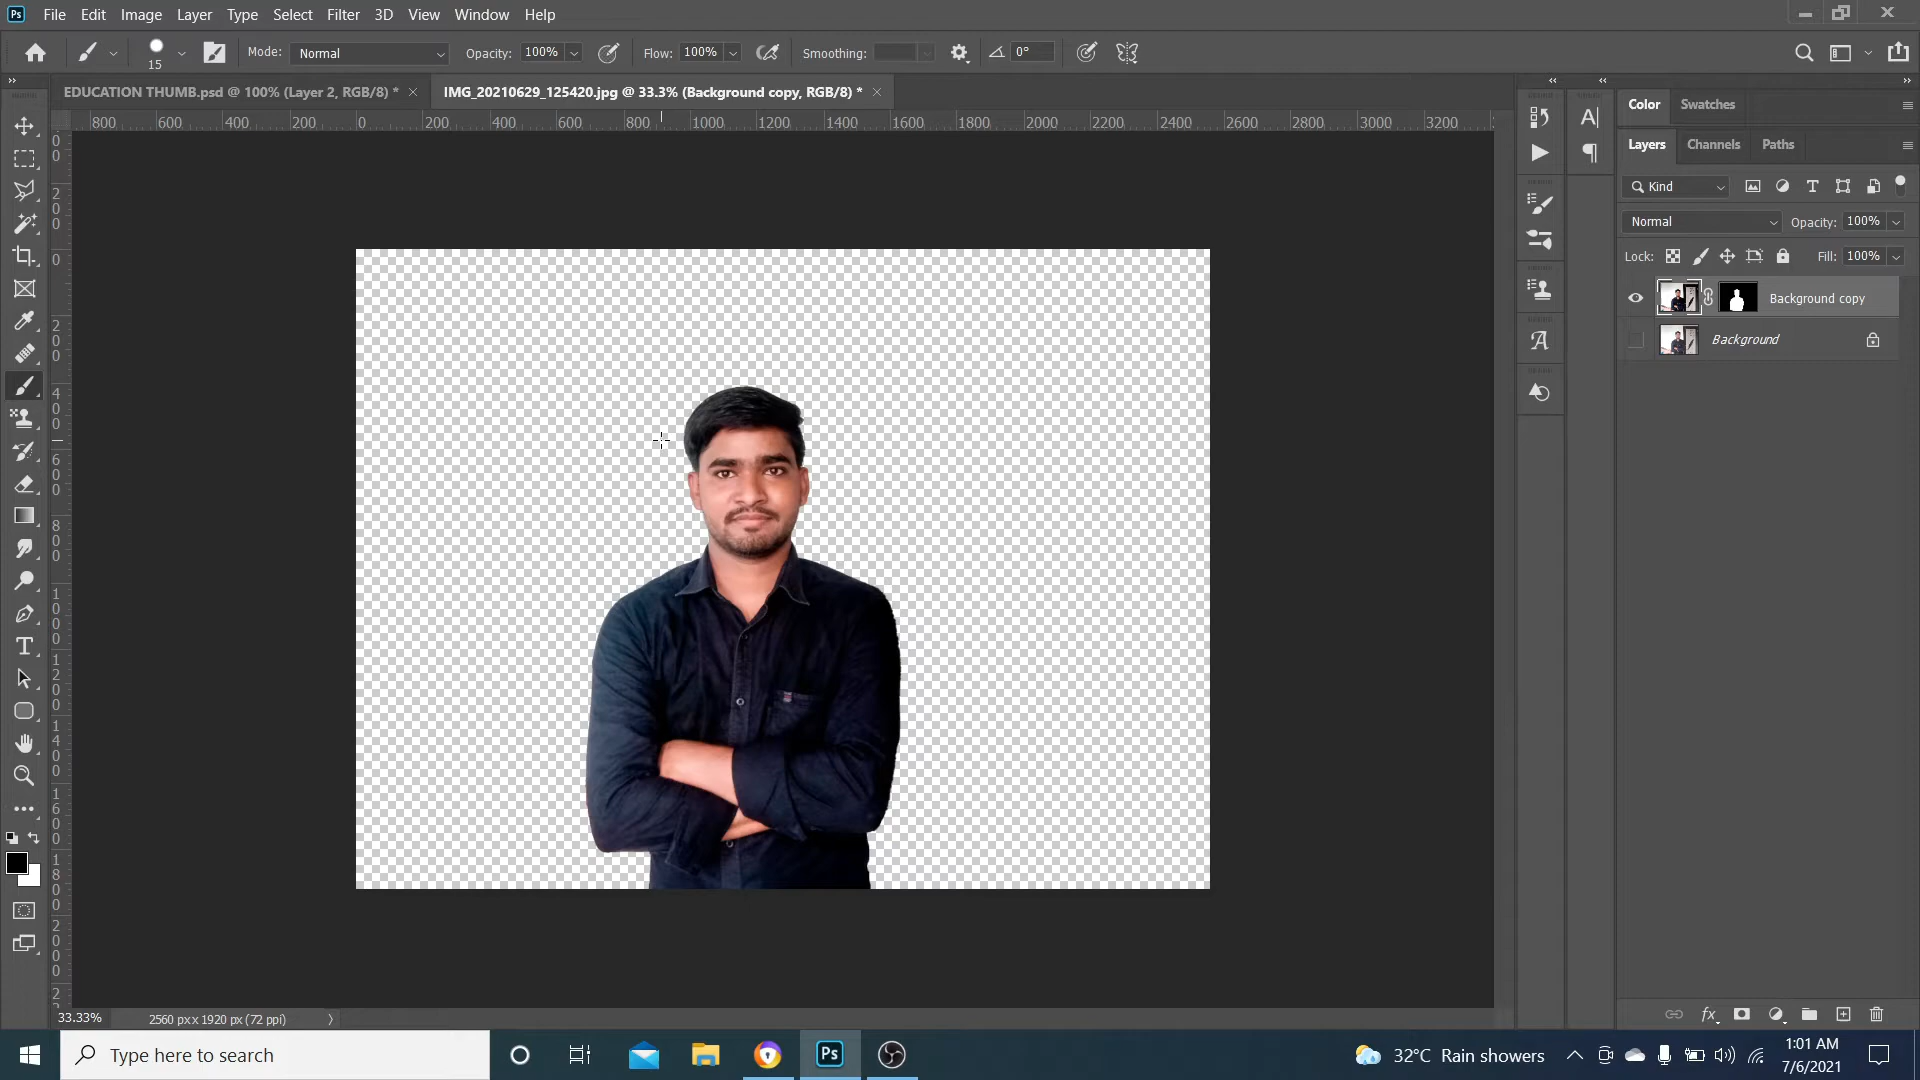 Ps File Edit Image Layer Type Select Filter 3D View Window Help
15 Mode: Normal Opacity: 100% Flow: 100% Smoothing: 0°
EDUCATION THUMB.psd @ 100% (Layer 2, RGB/8) * IMG_20210629_125420.jpg @ 33.3% (Background copy, RGB/8) *
800 600 400 200 0 200 400 600 800 1000 1200 1400 1600 1800 2000 2200 2400 2600 2800 3000 3200
Color Swatches
Layers Channels Paths
Kind
Normal Opacity: 100%
Lock: Fill: 100%
Background copy
Background
33.33% 2560 px x 1920 px (72 ppi)
Type here to search
Ps
32°C Rain showers
1:01 AM
7/6/2021